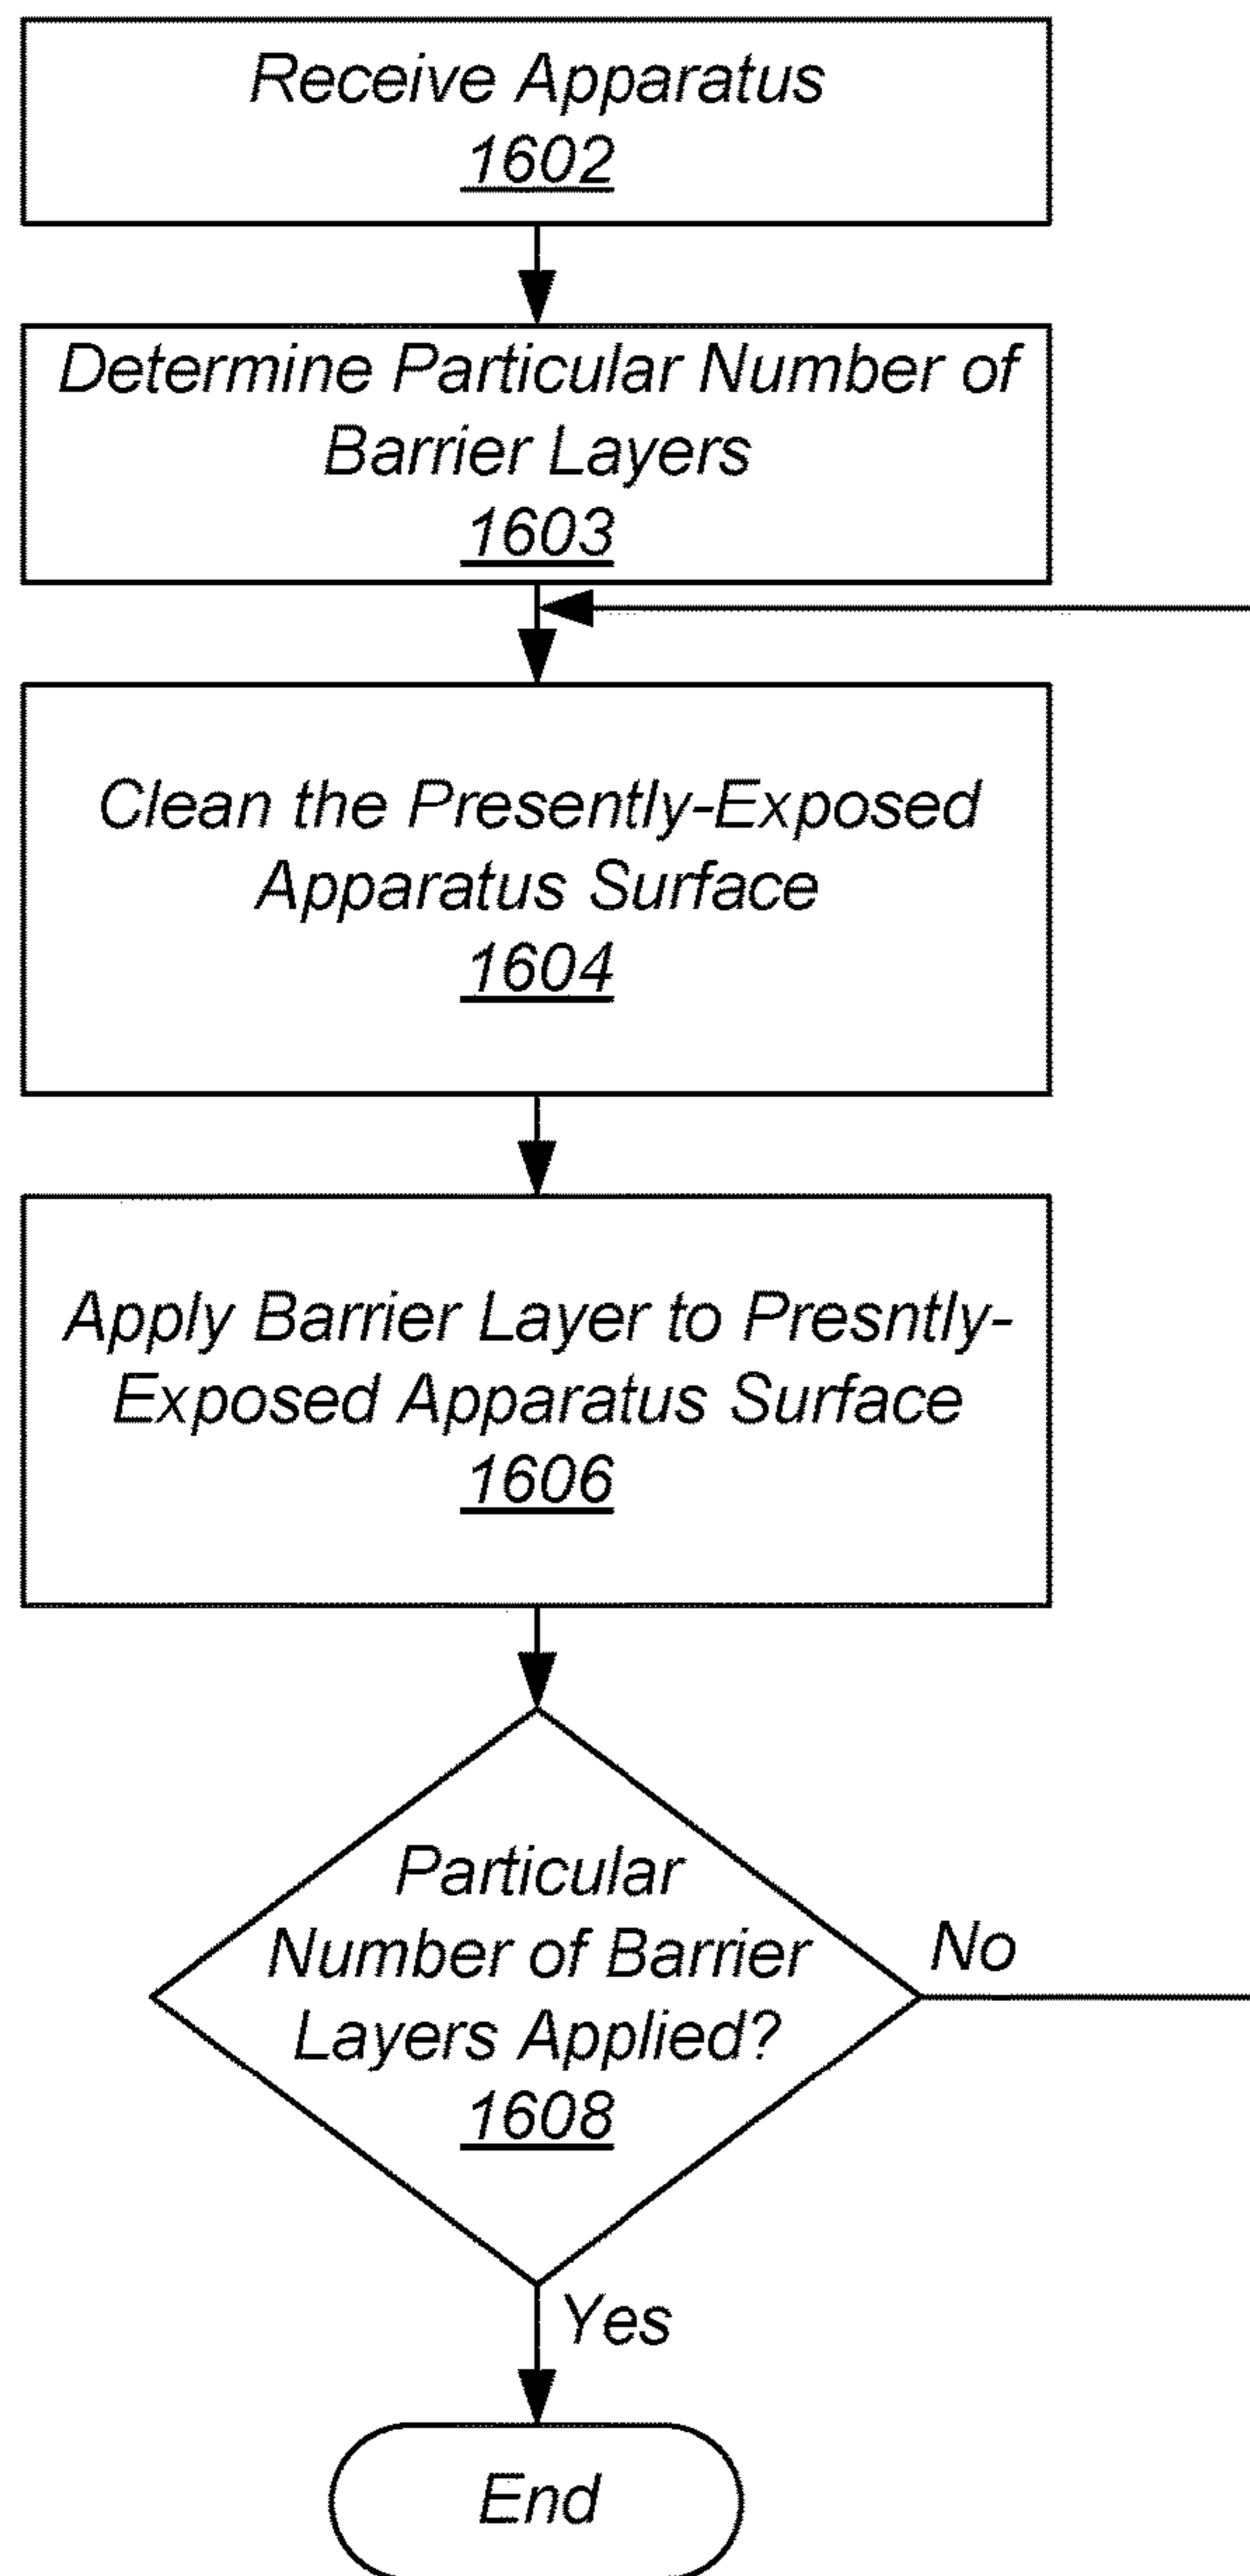 Receive Apparatus
1602
Determine Particular Number of
Barrier Layers
1603
Clean the Presently-Exposed
Apparatus Surface
1604
Apply Barrier Layer to Presntly-
Exposed Apparatus Surface
1606
Particular
Number of Barrier
Layers Applied?
1608
No
Yes
End